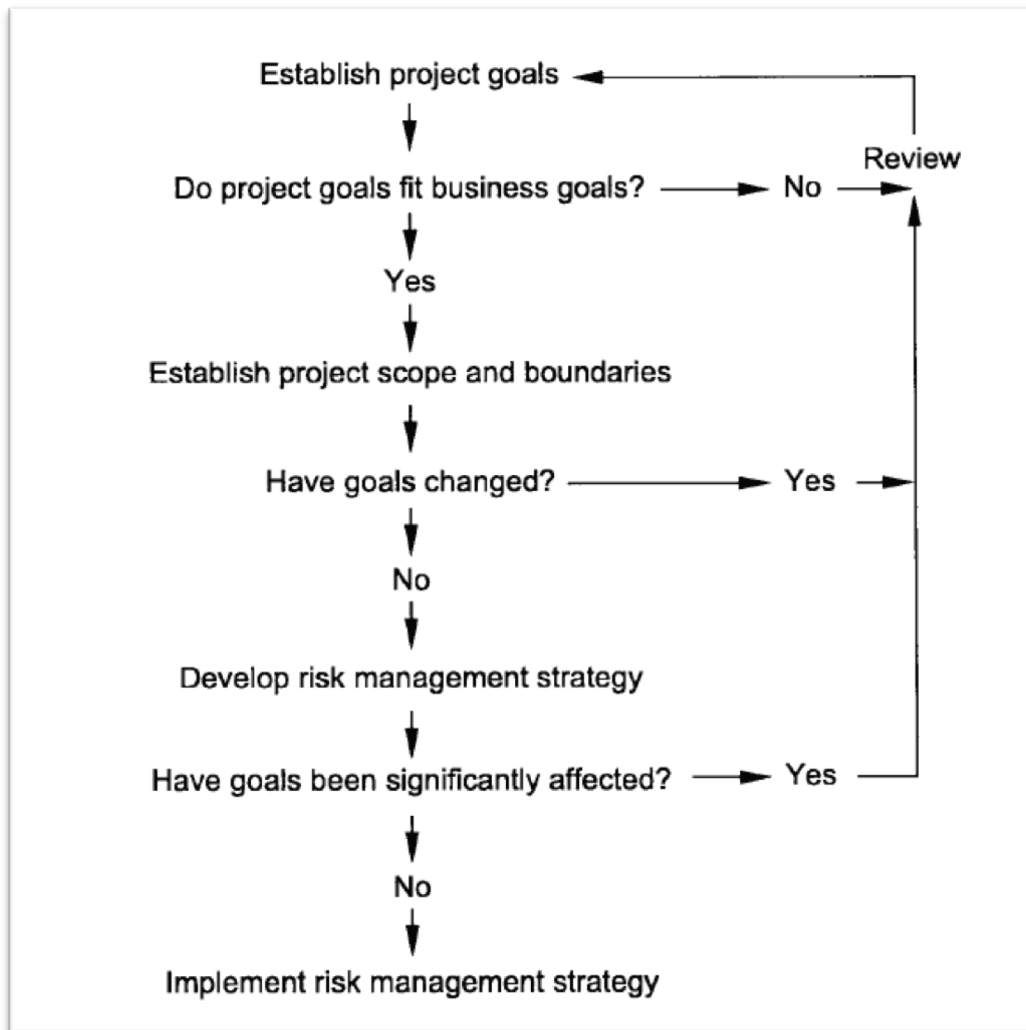 Establish project goals
Review
Do project goals fit business goals?
No
Yes
Establish project scope and boundaries
Have goals changed?
Yes
No
Develop risk management strategy
Have goals been significantly affected?
Yes
No
Implement risk management strategy